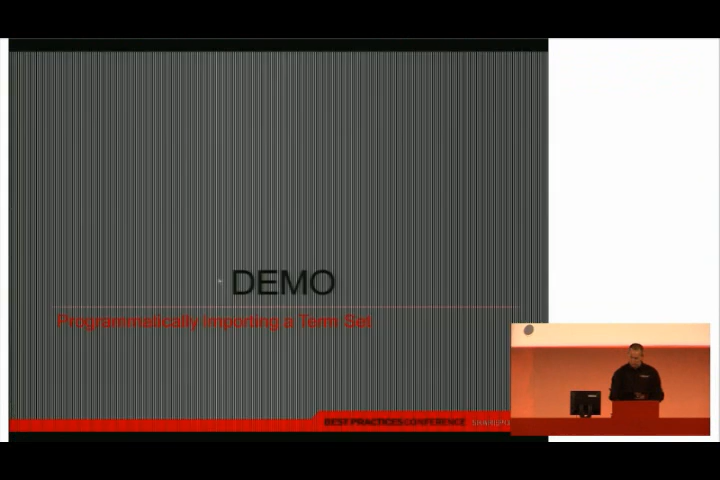 DEMO
Programmatically Importing a Term Set
BEST PRACTICES CONFERENCE